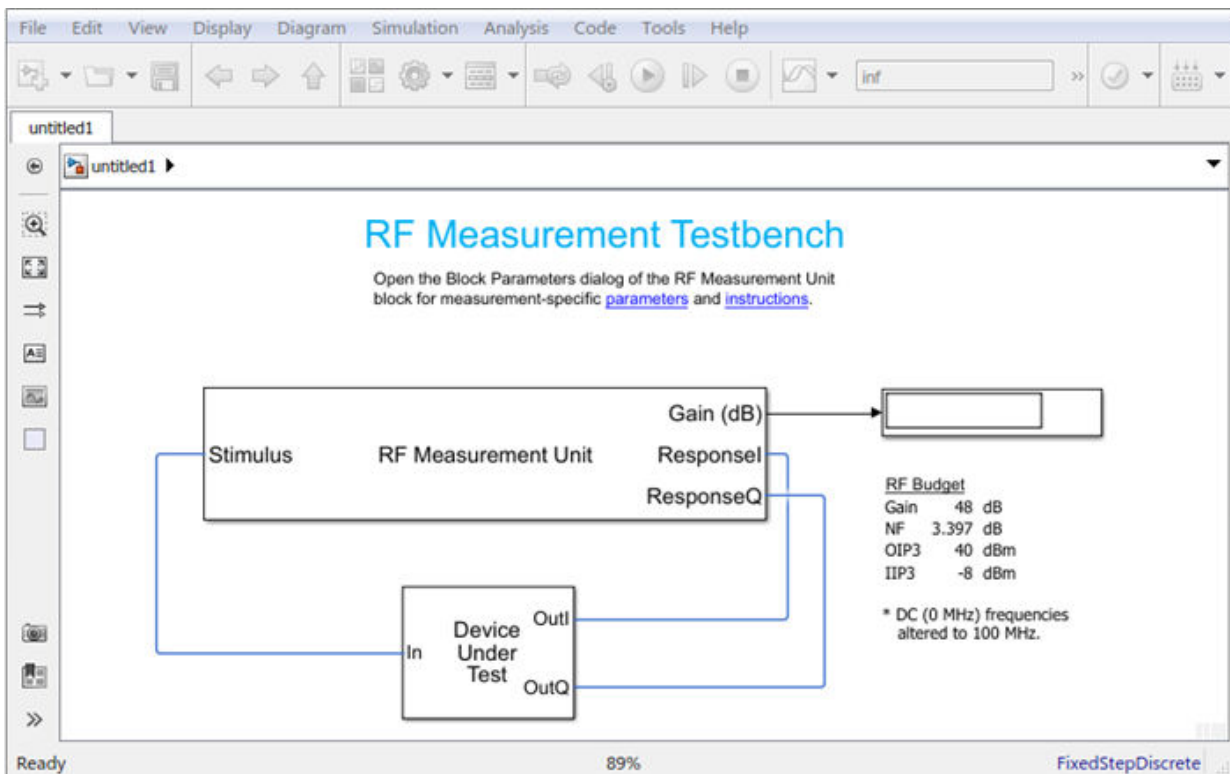 File Edit View Display Diagram Simulation Analysis Code Tools Help
inf
untitled1
untitled1
RF Measurement Testbench
Open the Block Parameters dialog of the RF Measurement Unit
block for measurement-specific parameters and instructions.
Stimulus
RF Measurement Unit
Gain (dB)
ResponseI
ResponseQ
RF Budget
Gain 48 dB
NF 3.397 dB
OIP3 40 dBm
IIP3 -8 dBm
* DC (0 MHz) frequencies
altered to 100 MHz.
In
Device
Under
Test
OutI
OutQ
Ready 89% FixedStepDiscrete